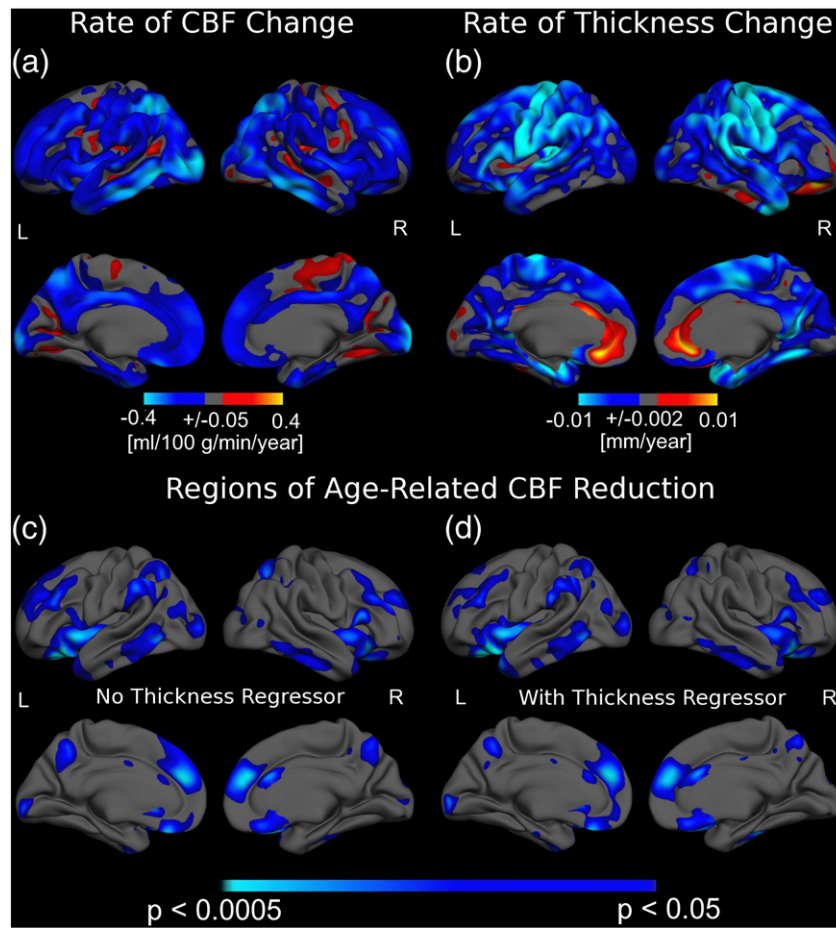 Rate of CBF Change
Rate of Thickness Change
(a)
(b)
L
R
L
R
-0.4
+/-0.05
0.4
[ml/100 g/min/year]
-0.01
+/-0.002
0.01
[mm/year]
Regions of Age-Related CBF Reduction
(c)
(d)
L
No Thickness Regressor
R
L
With Thickness Regressor
R
p < 0.0005
p < 0.05